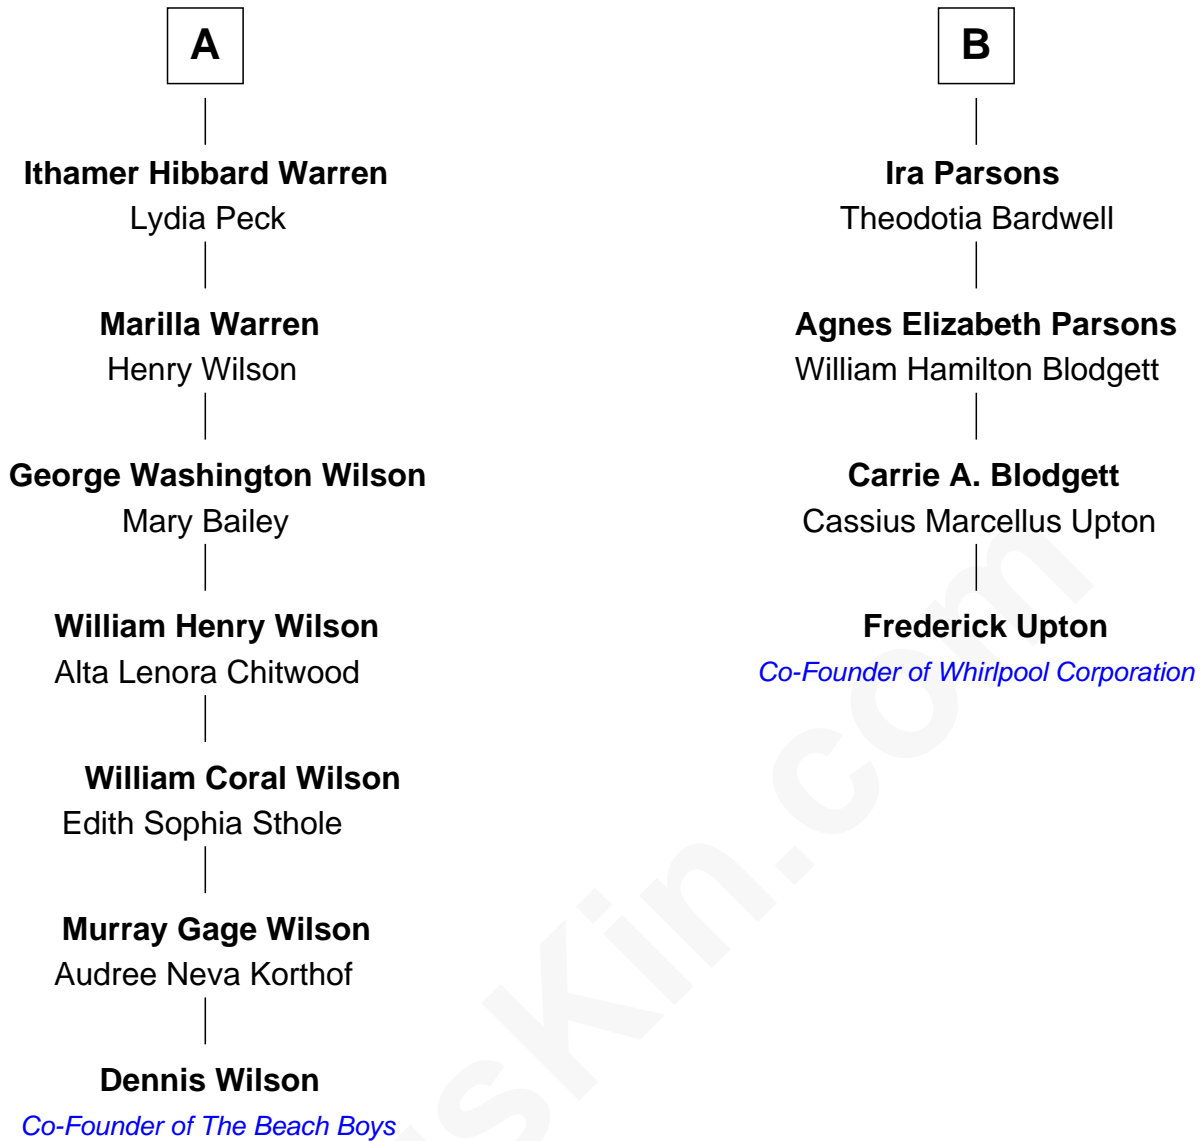 A
Ithamer Hibbard Warren
Lydia Peck
Marilla Warren
Henry Wilson
George Washington Wilson
Mary Bailey
William Henry Wilson
Alta Lenora Chitwood
William Coral Wilson
Edith Sophia Sthole
Murray Gage Wilson
Audree Neva Korthof
Dennis Wilson
Co-Founder of The Beach Boys
B
Ira Parsons
Theodotia Bardwell
Agnes Elizabeth Parsons
William Hamilton Blodgett
Carrie A. Blodgett
Cassius Marcellus Upton
Frederick Upton
Co-Founder of Whirlpool Corporation
sKin.com